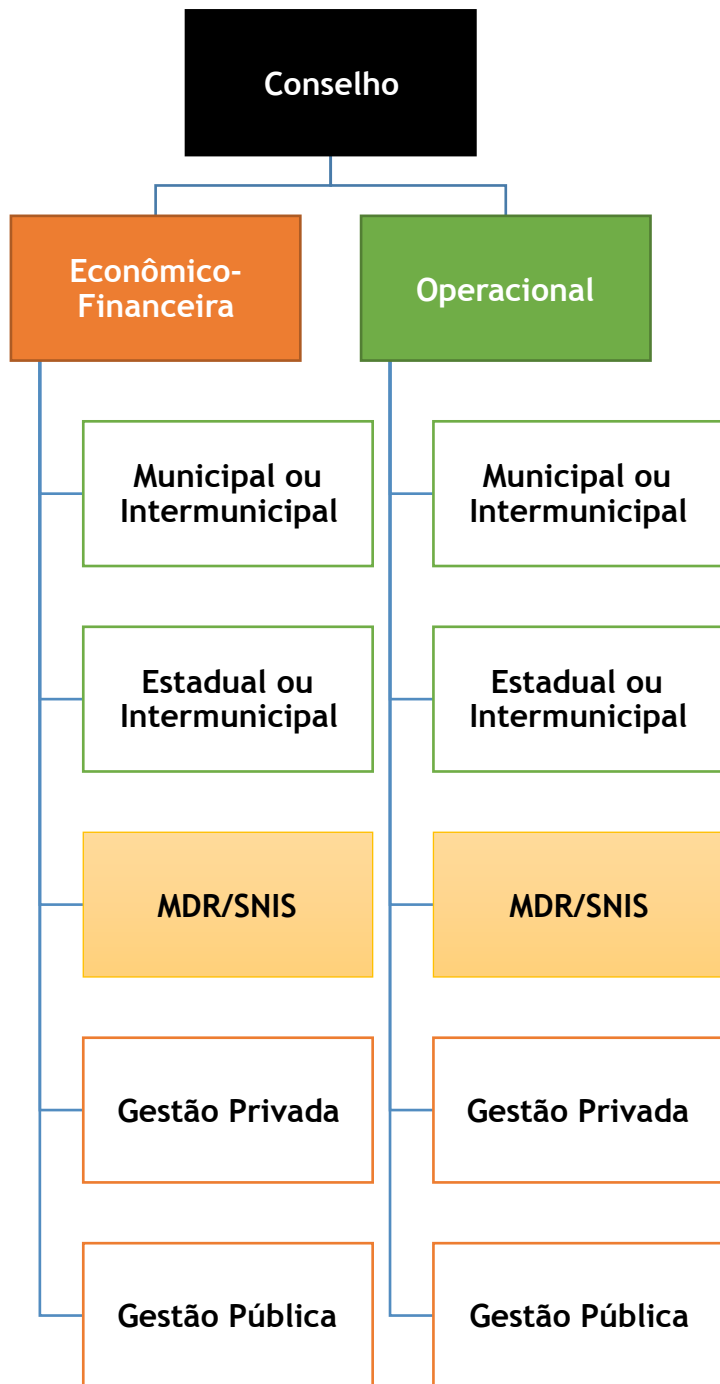 Conselho
Econômico-
Financeira
Operacional
Municipal ou
Intermunicipal
Municipal ou
Intermunicipal
Estadual ou
Intermunicipal
Estadual ou
Intermunicipal
MDR/SNIS
MDR/SNIS
Gestão Privada
Gestão Privada
Gestão Pública
Gestão Pública